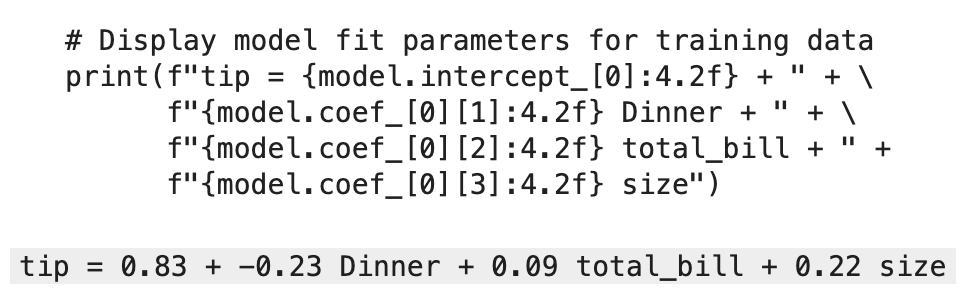 # Display model fit parameters for training data
print(f"tip = {model.intercept_[0]:4.2f} + " + \
f"{model.coef_[0][1]:4.2f} Dinner + " + \
f"{model.coef_[0][2]:4.2f} total_bill + " +
f"{model.coef_[0][3]:4.2f} size")
tip = 0.83 + -0.23 Dinner + 0.09 total_bill + 0.22 size